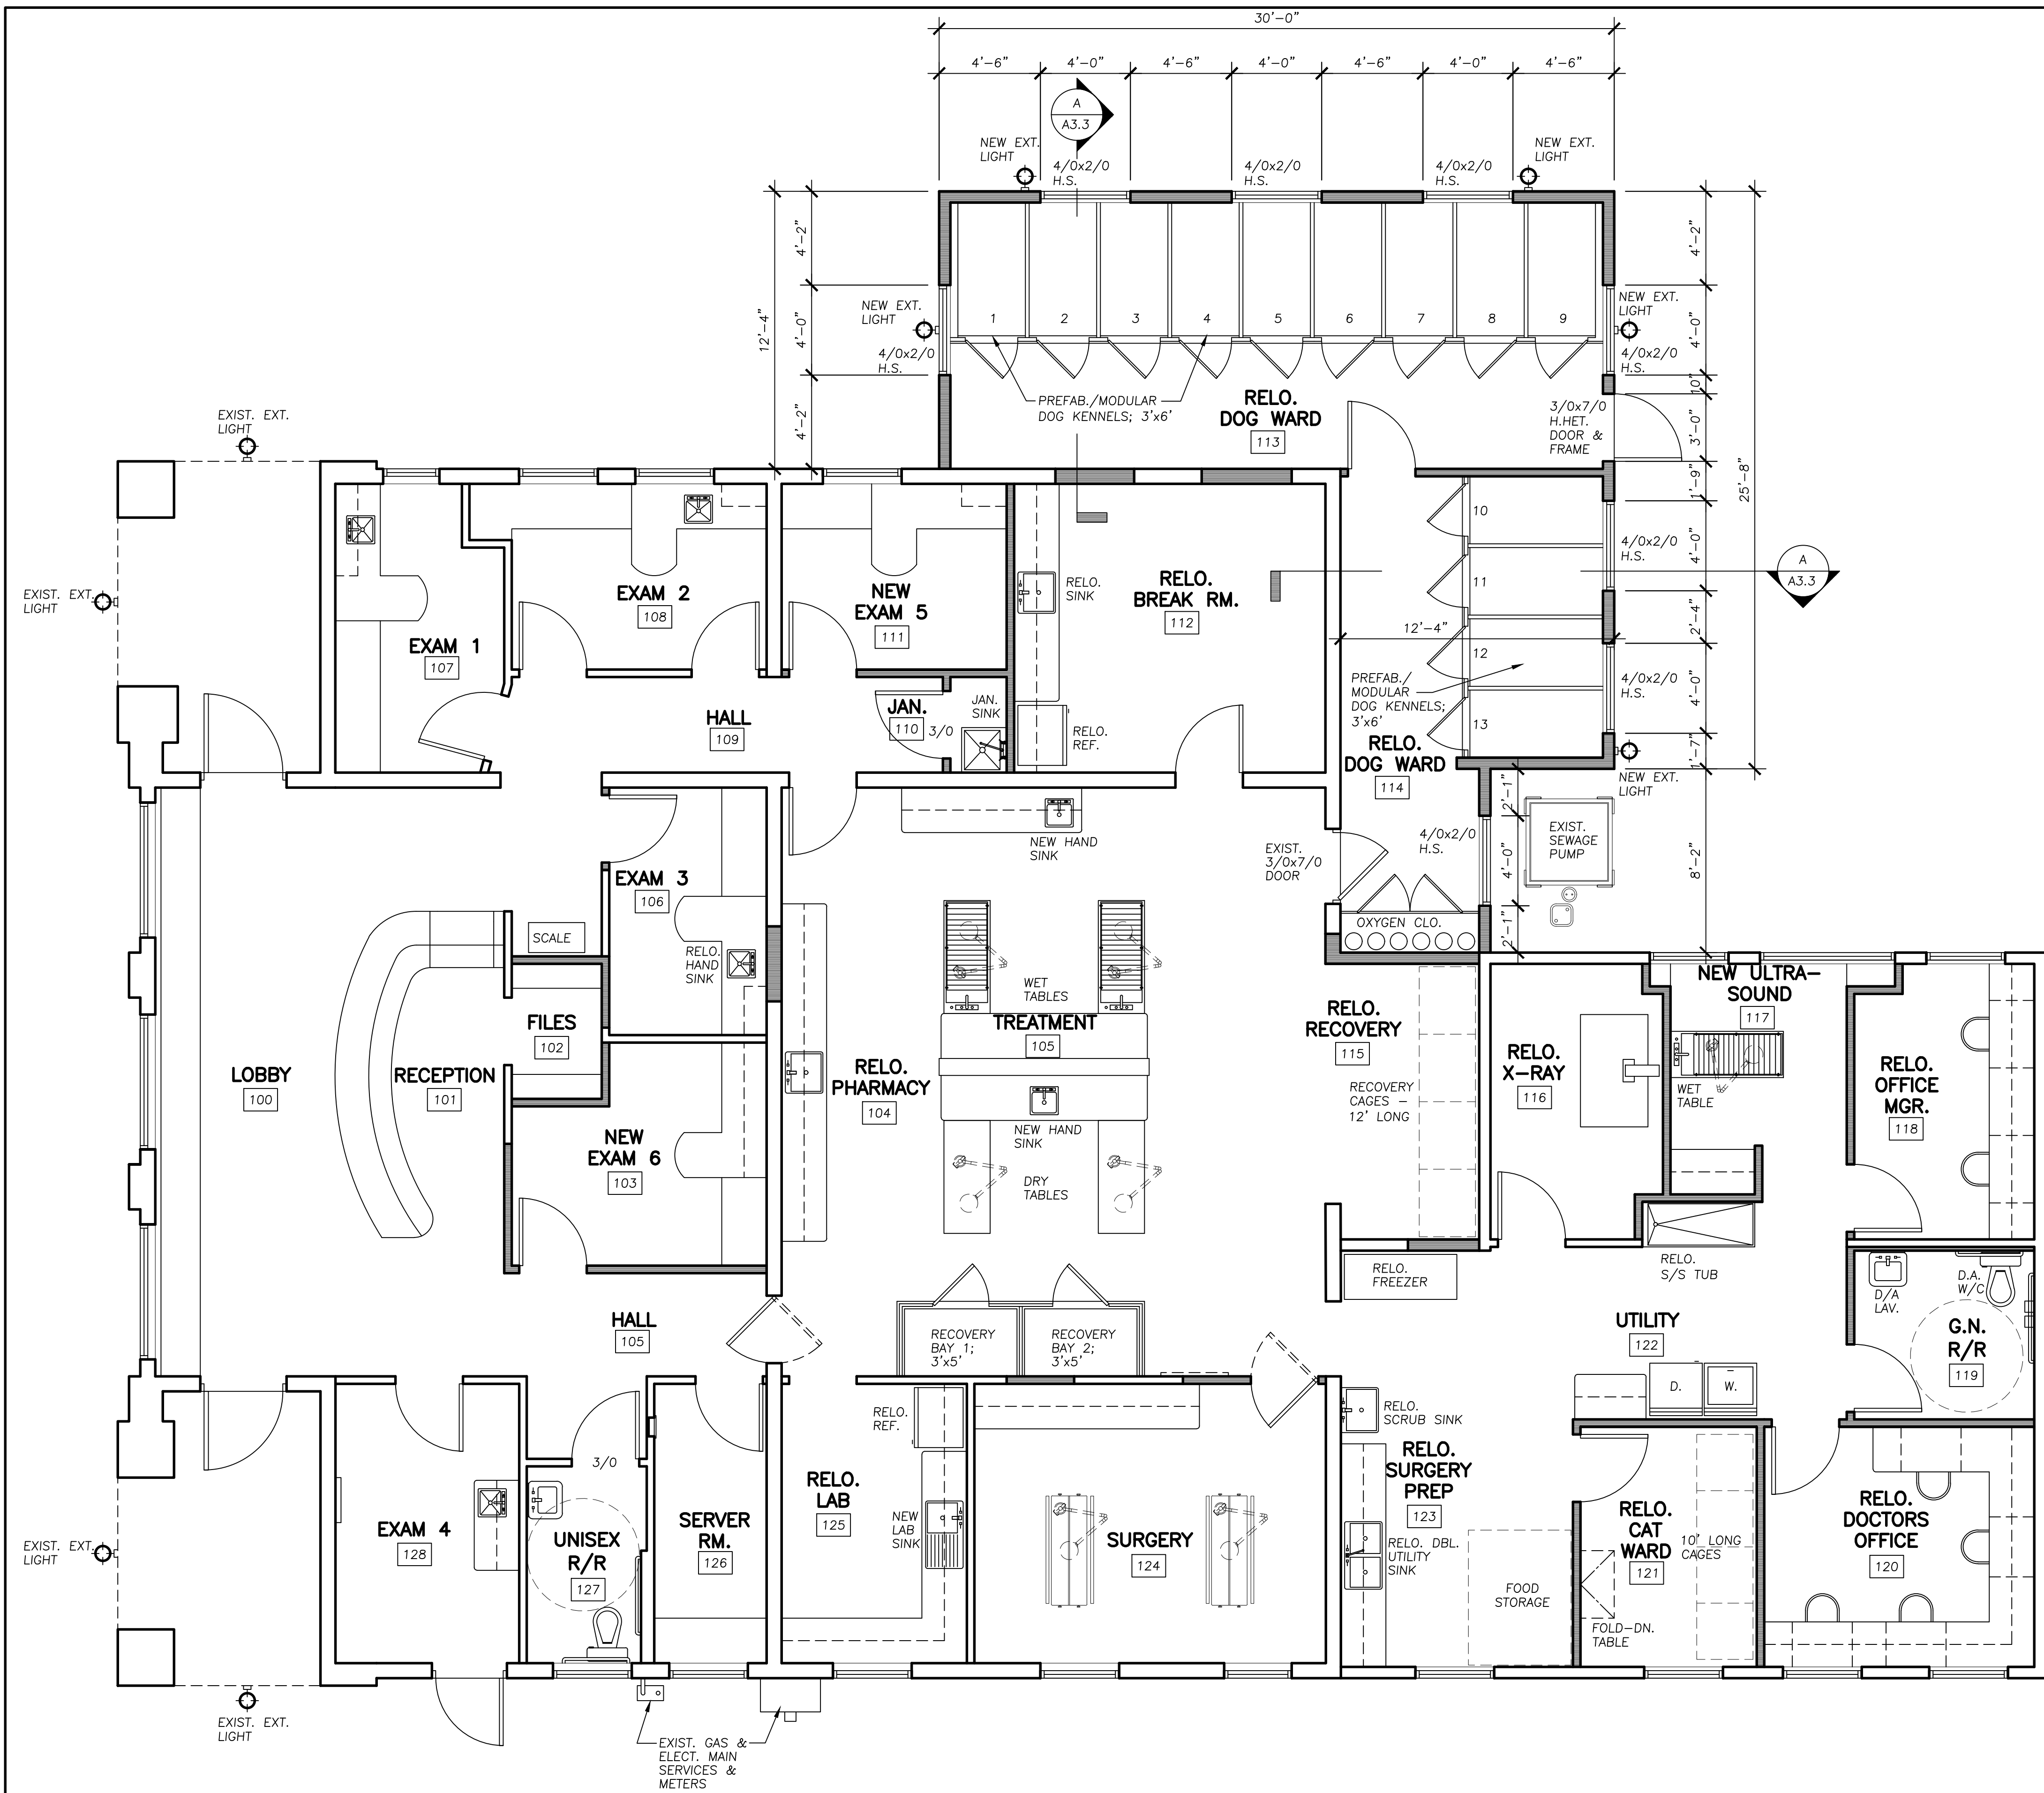 30'-0"
4'-6"
4'-0"
4'-6"
4'-0"
4'-6"
4'-0"
4'-6"
A
A3.3
NEW EXT.
LIGHT
4/0x2/0
H.S.
4/0x2/0
H.S.
4/0x2/0
H.S.
NEW EXT.
LIGHT
12'-4"
4'-2"
4'-0"
4'-2"
NEW EXT.
LIGHT
4/0x2/0
H.S.
1
2
3
4
5
6
7
8
9
PREFAB./MODULAR
DOG KENNELS; 3'x6'
RELO.
DOG WARD
113
3/0x7/0
H.HET.
DOOR &
FRAME
NEW EXT.
LIGHT
4/0x2/0
H.S.
4'-2"
4'-0"
10"
3'-0"
1'-9"
4'-0"
2'-4"
4'-0"
1'-7"
8'-2"
25'-8"
EXIST. EXT.
LIGHT
EXIST. EXT.
LIGHT
EXAM 1
107
EXAM 2
108
NEW
EXAM 5
111
RELO.
SINK
RELO.
BREAK RM.
112
RELO.
REF.
HALL
109
JAN.
110
3/0
JAN.
SINK
10
11
12
13
12'-4"
PREFAB./
MODULAR
DOG KENNELS;
3'x6'
4/0x2/0
H.S.
4/0x2/0
H.S.
A
A3.3
NEW EXT.
LIGHT
RELO.
DOG WARD
114
4/0x2/0
H.S.
2'-1"
4'-0"
2'-1"
EXIST.
SEWAGE
PUMP
EXIST.
3/0x7/0
DOOR
OXYGEN CLO.
NEW HAND
SINK
EXAM 3
106
RELO.
HAND
SINK
SCALE
FILES
102
LOBBY
100
RECEPTION
101
NEW
EXAM 6
103
RELO.
PHARMACY
104
WET
TABLES
TREATMENT
105
NEW HAND
SINK
DRY
TABLES
RELO.
RECOVERY
115
RECOVERY
CAGES –
12' LONG
RELO.
X-RAY
116
NEW ULTRA-
SOUND
117
WET
TABLE
RELO.
OFFICE
MGR.
118
RELO.
S/S TUB
RELO.
FREEZER
HALL
105
RECOVERY
BAY 1;
3'x5'
RECOVERY
BAY 2;
3'x5'
UTILITY
122
D.
W.
D/A
LAV.
D.A.
W/C
G.N.
R/R
119
EXAM 4
128
3/0
UNISEX
R/R
127
SERVER
RM.
126
RELO.
REF.
RELO.
LAB
125
NEW
LAB
SINK
SURGERY
124
RELO.
SCRUB SINK
RELO.
SURGERY
PREP
123
RELO. DBL.
UTILITY
SINK
FOOD
STORAGE
RELO.
CAT
WARD
121
10' LONG
CAGES
FOLD-DN.
TABLE
RELO.
DOCTORS
OFFICE
120
EXIST. EXT.
LIGHT
EXIST. EXT.
LIGHT
EXIST. GAS &
ELECT. MAIN
SERVICES &
METERS